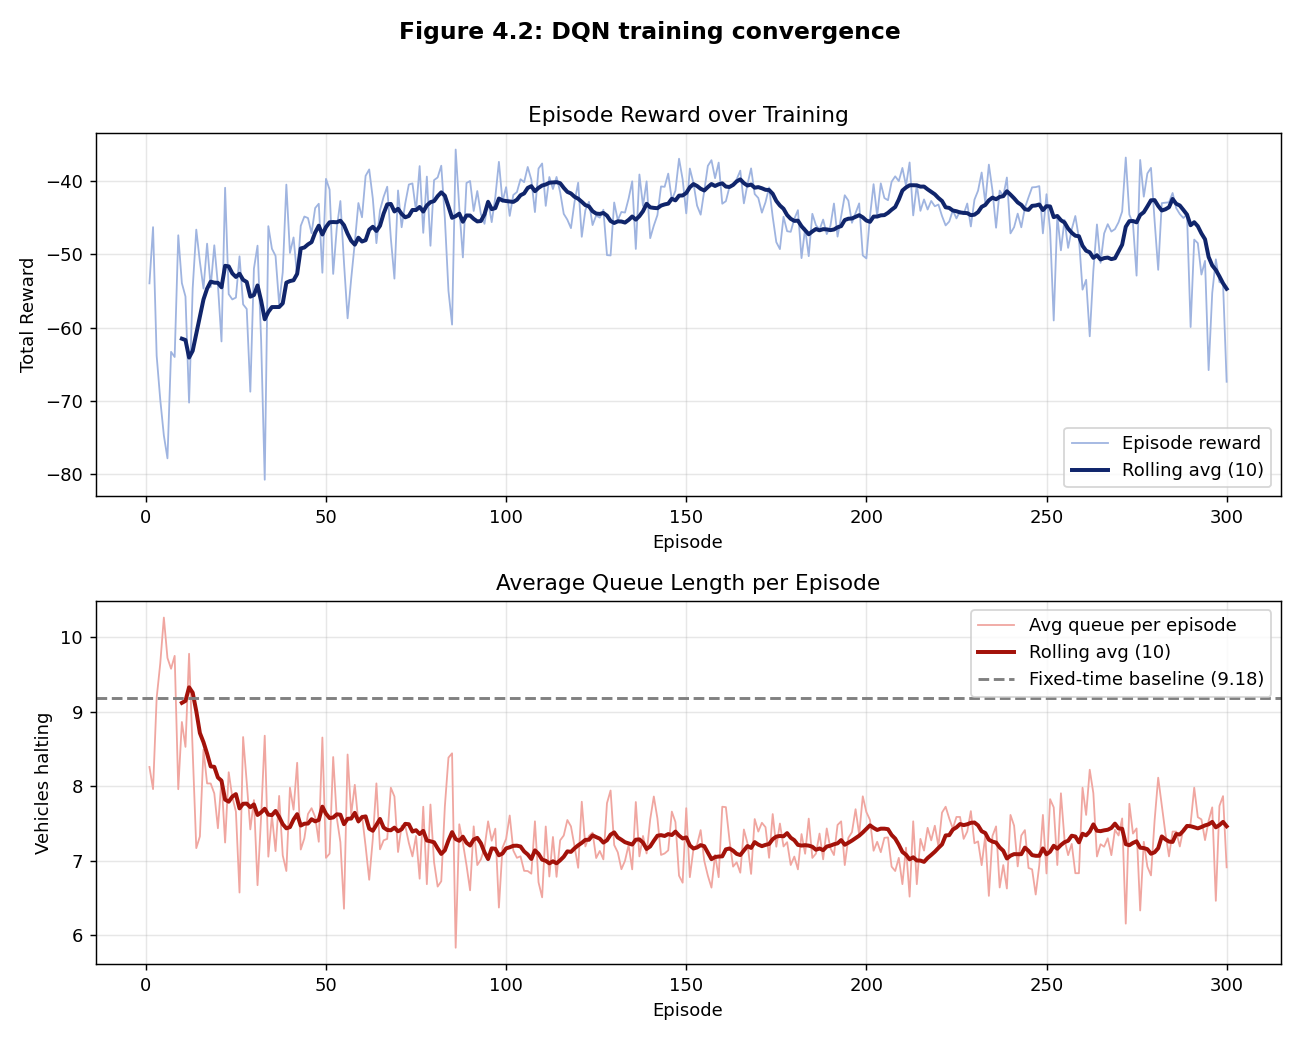 Figure 4.2: DQN training convergence
Episode Reward over Training
Total Reward
−40
−50
−60
−70
−80
Episode reward
Rolling avg (10)
0 50 100 150 200 250 300
Episode
Average Queue Length per Episode
Vehicles halting
10
9
8
7
6
Avg queue per episode
Rolling avg (10)
Fixed-time baseline (9.18)
0 50 100 150 200 250 300
Episode